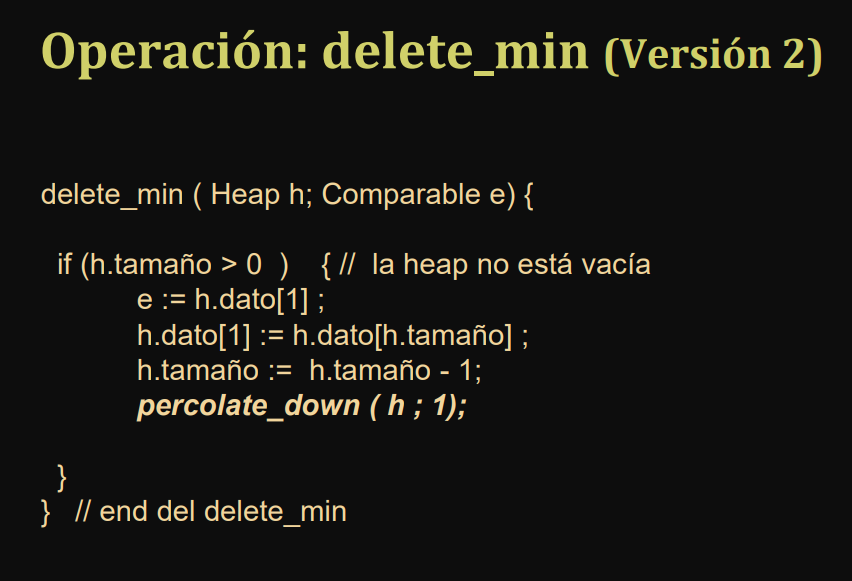 Operación: delete_min (Versión 2)
delete_min ( Heap h; Comparable e) {
if (h.tamaño > 0 ) { // la heap no está vacía
e := h.dato[1] ;
h.dato[1] := h.dato[h.tamaño] ;
h.tamaño := h.tamaño - 1;
percolate_down ( h ; 1);
}
} // end del delete_min